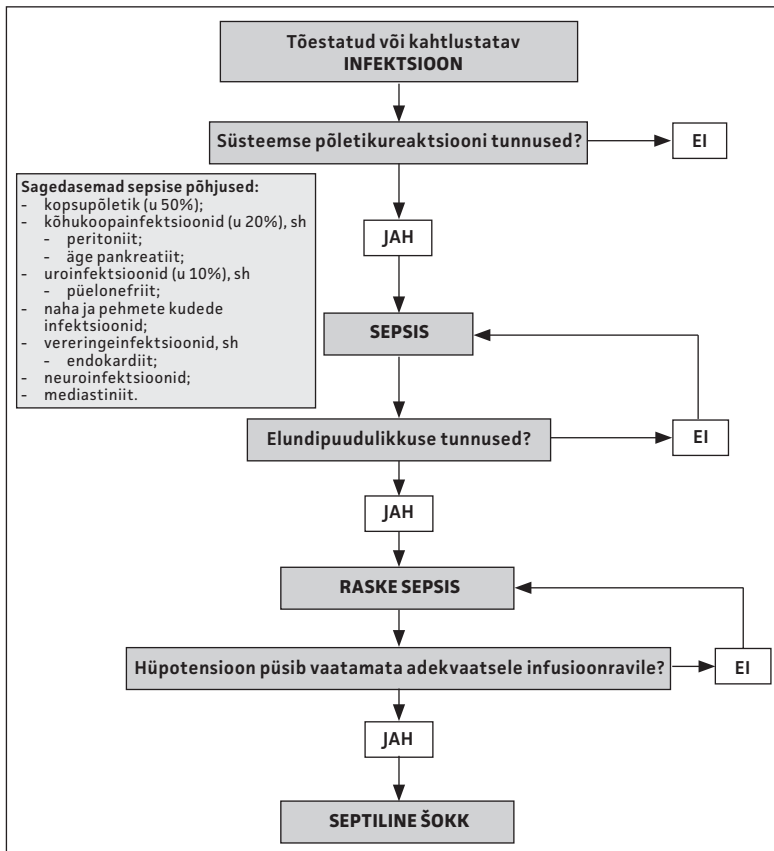 Tõestatud või kahtlustatav
INFEKTSIOON
Süsteemse põletikureaktsiooni tunnused?
EI
Sagedasemad sepsise põhjused:
- kopsupõletik (u 50%);
- kõhukoopainfektsioonid (u 20%), sh
- peritoniit;
- äge pankreatiit;
- uroinfektsioonid (u 10%), sh
- püelonefriit;
- naha ja pehmete kudede
infektsioonid;
- vereringeinfektsioonid, sh
- endokardiit;
- neuroinfektsioonid;
- mediastiniit.
JAH
SEPSIS
Elundipuudulikkuse tunnused?
EI
JAH
RASKE SEPSIS
Hüpotensioon püsib vaatamata adekvaatsele infusioonravile?
EI
JAH
SEPTILINE ŠOKK